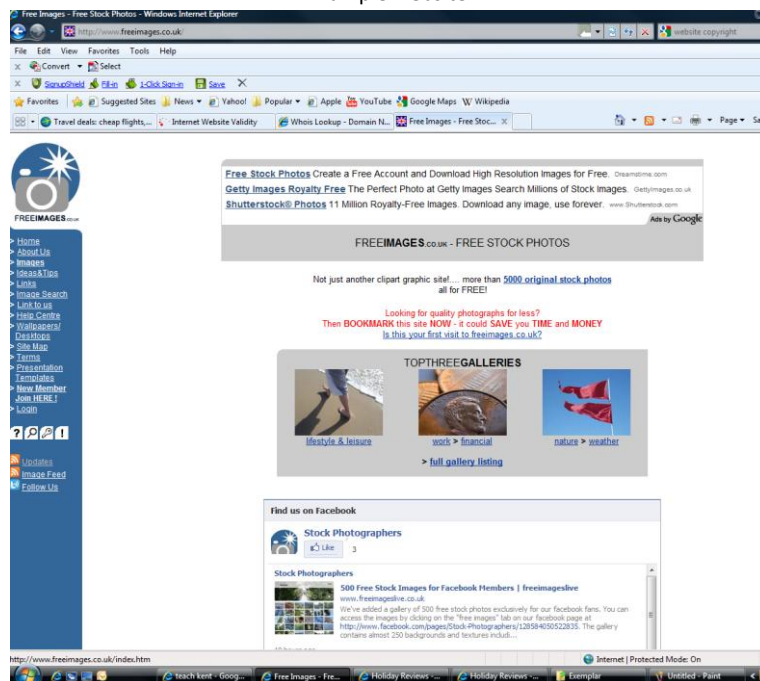 Free Images - Free Stock Photos - Windows Internet Explorer
http://www.freeimages.co.uk/
website copyright
File Edit View Favorites Tools Help
x Convert Select
x SignupShield Fill-in 1-Click Sign-in Save
Favorites Suggested Sites News Yahoo! Popular Apple YouTube Google Maps Wikipedia
Travel deals: cheap flights,... Internet Website Validity Whois Lookup - Domain N... Free Images - Free Stoc... X Page Sa
Free Stock Photos Create a Free Account and Download High Resolution Images for Free. Dreamstime.com
Getty Images Royalty Free The Perfect Photo at Getty Images Search Millions of Stock Images. GettyImages.co.uk
Shutterstock® Photos 11 Million Royalty-Free Images. Download any image, use forever. www.Shutterstock.com
Ads by Google
FREEIMAGES.co.uk
FREEIMAGES.CO.UK - FREE STOCK PHOTOS
> Home
> About Us
> Images
> Ideas&Tips
> Links
> Image Search
> Link to us
> Help Centre
> Wallpapers/
Desktops
> Site Map
> Terms
> Presentation
Templates
> New Member
Join HERE !
> Login
Updates
Image Feed
Follow Us
Not just another clipart graphic site!.... more than 5000 original stock photos
all for FREE!
Looking for quality photographs for less?
Then BOOKMARK this site NOW - it could SAVE you TIME and MONEY
Is this your first visit to freeimages.co.uk?
TOPTHREEGALLERIES
lifestyle & leisure work > financial nature > weather
> full gallery listing
Find us on Facebook
Stock Photographers
Like 3
Stock Photographers
500 Free Stock Images for Facebook Members | freeimageslive
www.freeimageslive.co.uk
We've added a gallery of 500 free stock photos exclusively for our facebook fans. You can
access the images by clicking on the "free images" tab on our facebook page at
http://www.facebook.com/pages/Stock-Photographers/128584050522835. The gallery
contains almost 250 backgrounds and textures includi...
http://www.freeimages.co.uk/index.htm Internet | Protected Mode: On
teach kent - Goog... Free Images - Fre... Holiday Reviews -... Holiday Reviews -... Exemplar Untitled - Paint